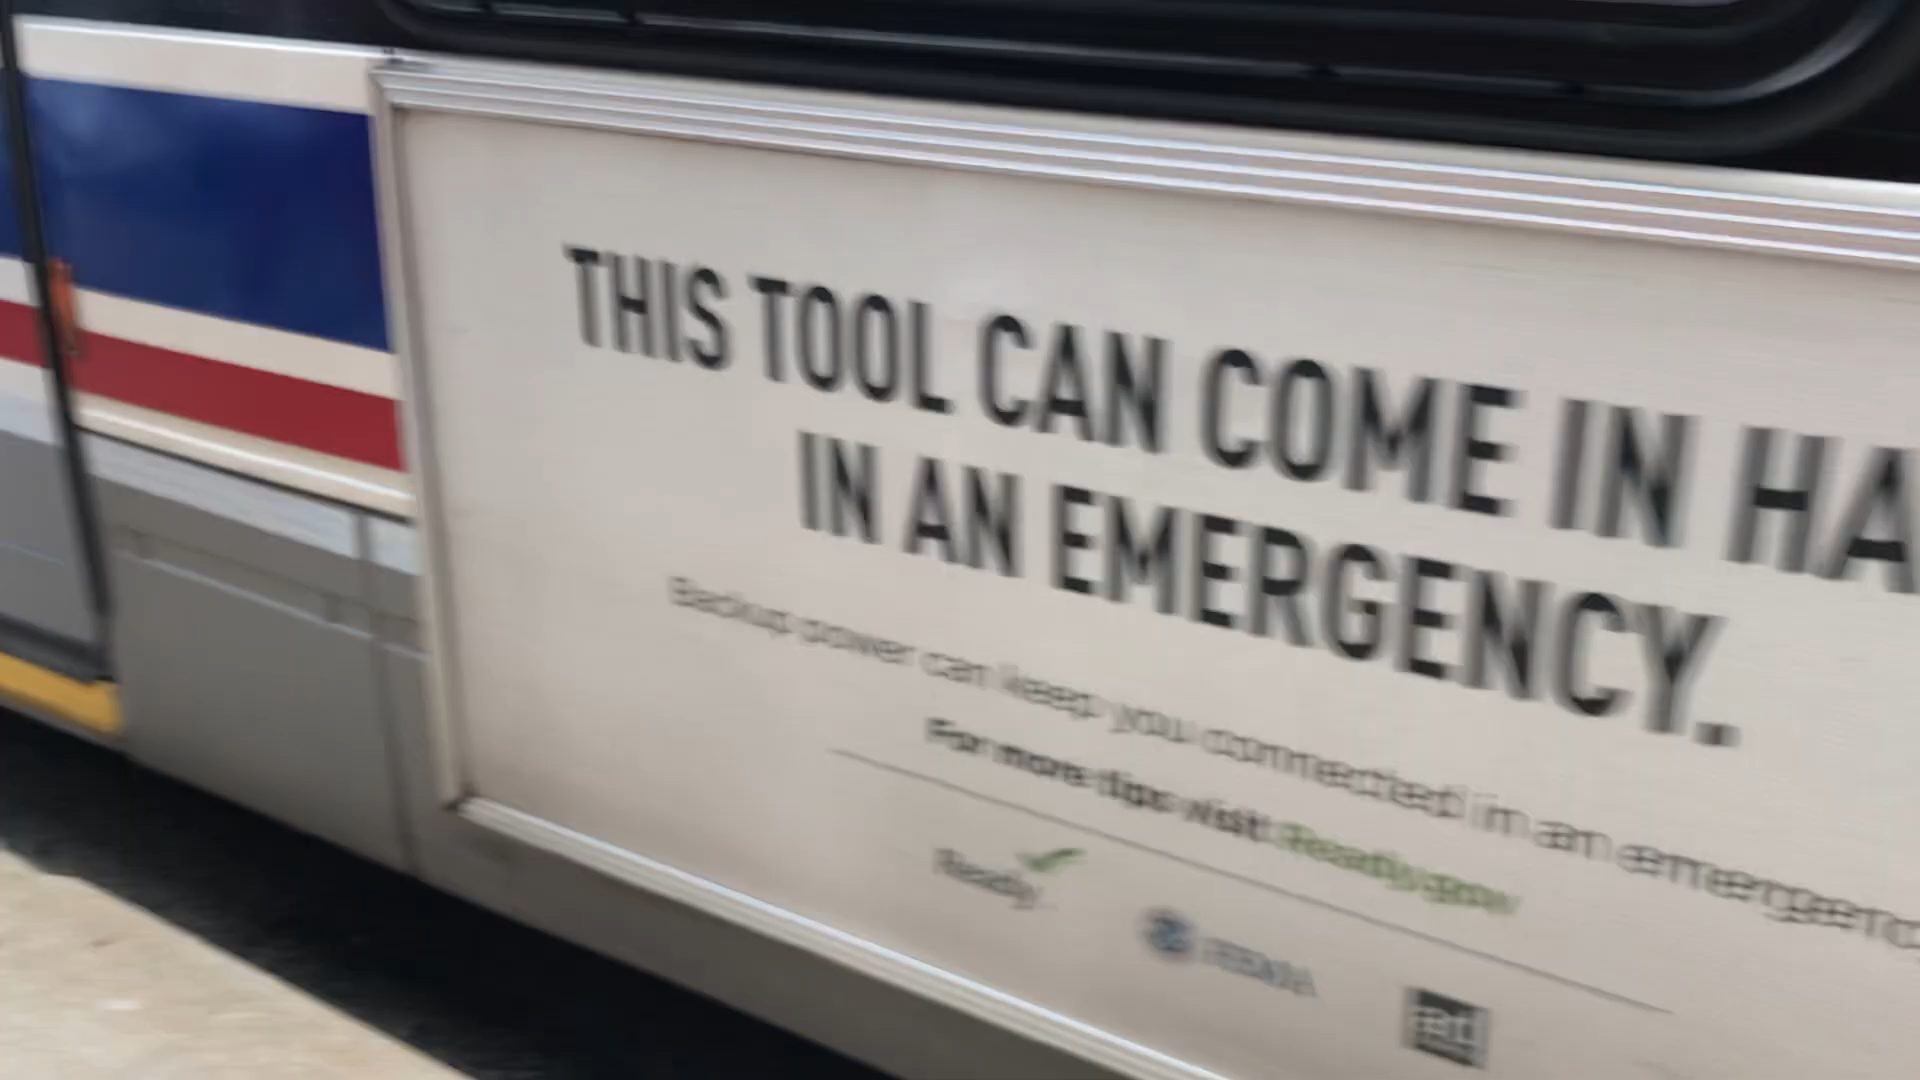 THIS TOOL CAN COME IN HA
IN AN EMERGENCY.
Backup power can keep you connected in an emergenc
For more tips visit Ready.gov
Ready
FEMA
ad